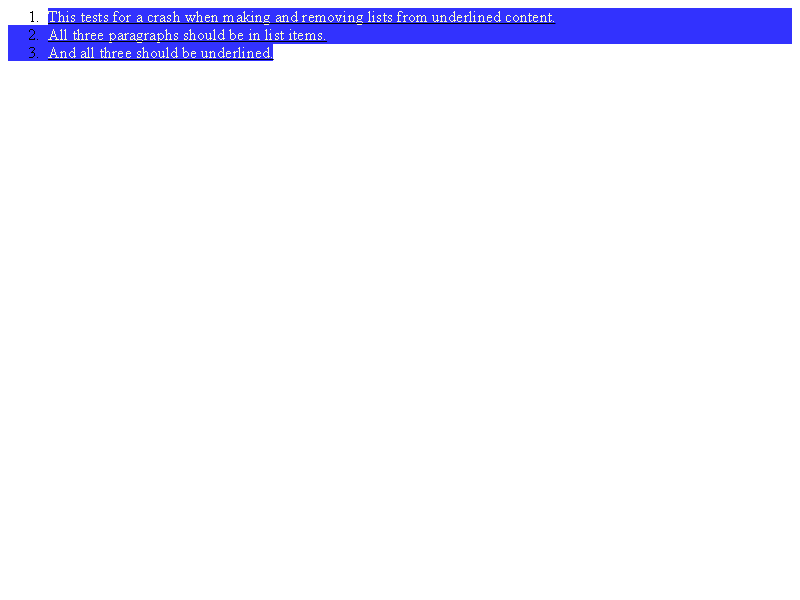 1. This tests for a crash when making and removing lists from underlined content.
2. All three paragraphs should be in list items.
3. And all three should be underlined.